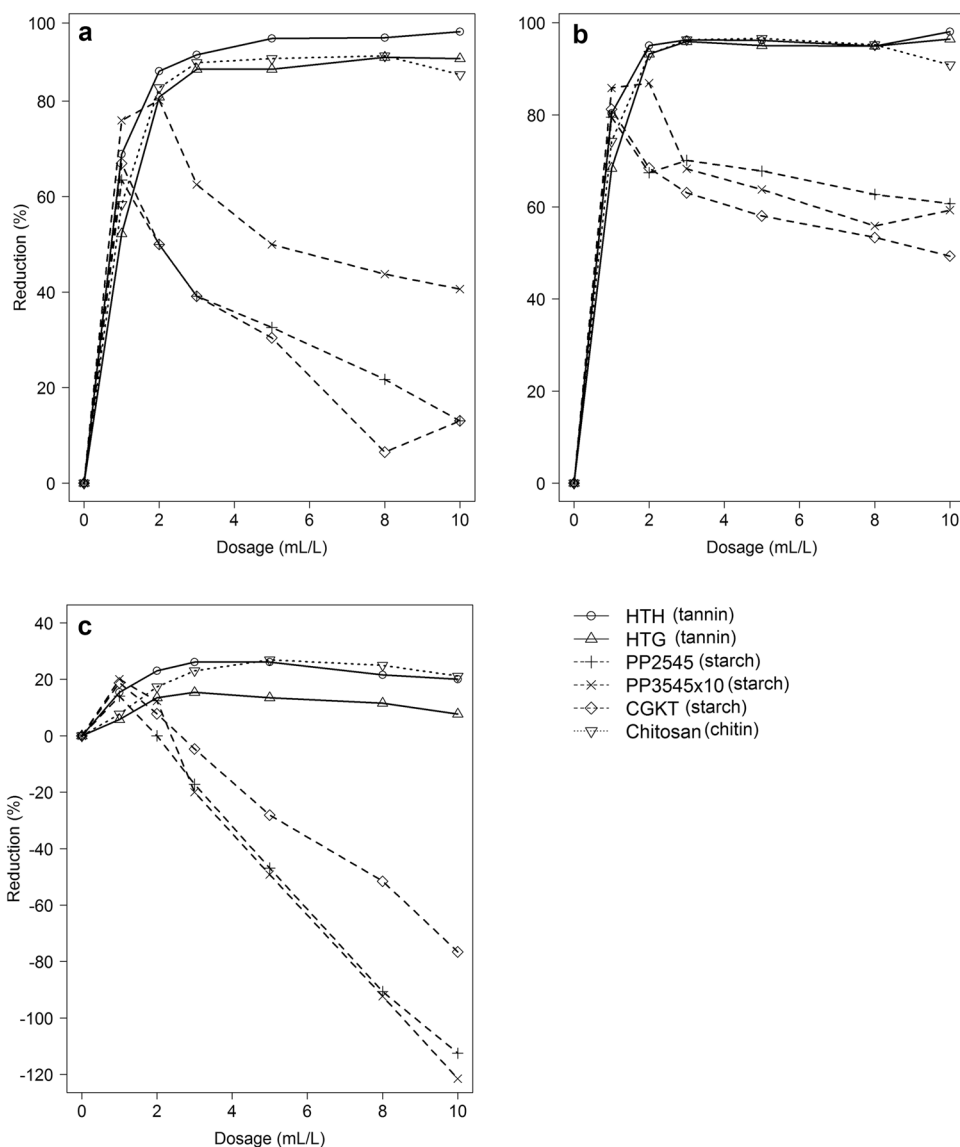 a
100
80
60
40
20
0
Reduction (%)
0 2 4 6 8 10
Dosage (mL/L)
b
100
80
60
40
20
0
0 2 4 6 8 10
Dosage (mL/L)
c
40
20
0
-20
-40
-60
-80
-100
-120
Reduction (%)
0 2 4 6 8 10
Dosage (mL/L)
HTH (tannin)
HTG (tannin)
PP2545 (starch)
PP3545x10 (starch)
CGKT (starch)
Chitosan (chitin)